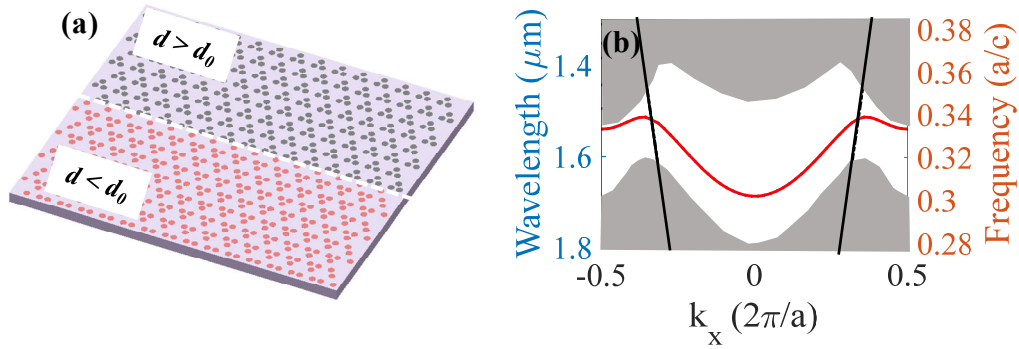 (a)
d > d₀
d < d₀
(b)
Wavelength (μm)
1.4
1.6
1.8
0.38
0.36
0.34
0.32
0.3
0.28
Frequency (a/c)
-0.5 0 0.5
kₓ (2π/a)